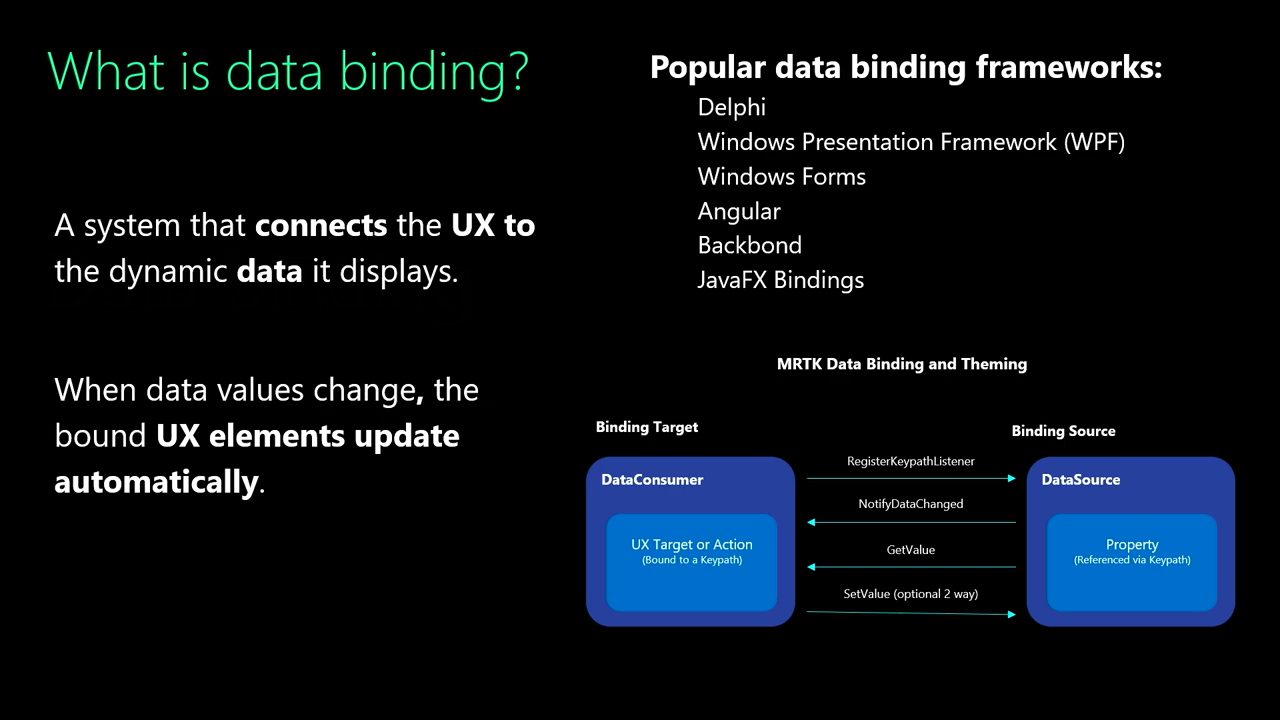 What is data binding?
A system that connects the UX to
the dynamic data it displays.
When data values change, the
bound UX elements update
automatically.
Popular data binding frameworks:
Delphi
Windows Presentation Framework (WPF)
Windows Forms
Angular
Backbond
JavaFX Bindings
MRTK Data Binding and Theming
Binding Target
Binding Source
DataConsumer
UX Target or Action
(Bound to a Keypath)
RegisterKeypathListener
NotifyDataChanged
GetValue
SetValue (optional 2 way)
DataSource
Property
(Referenced via Keypath)